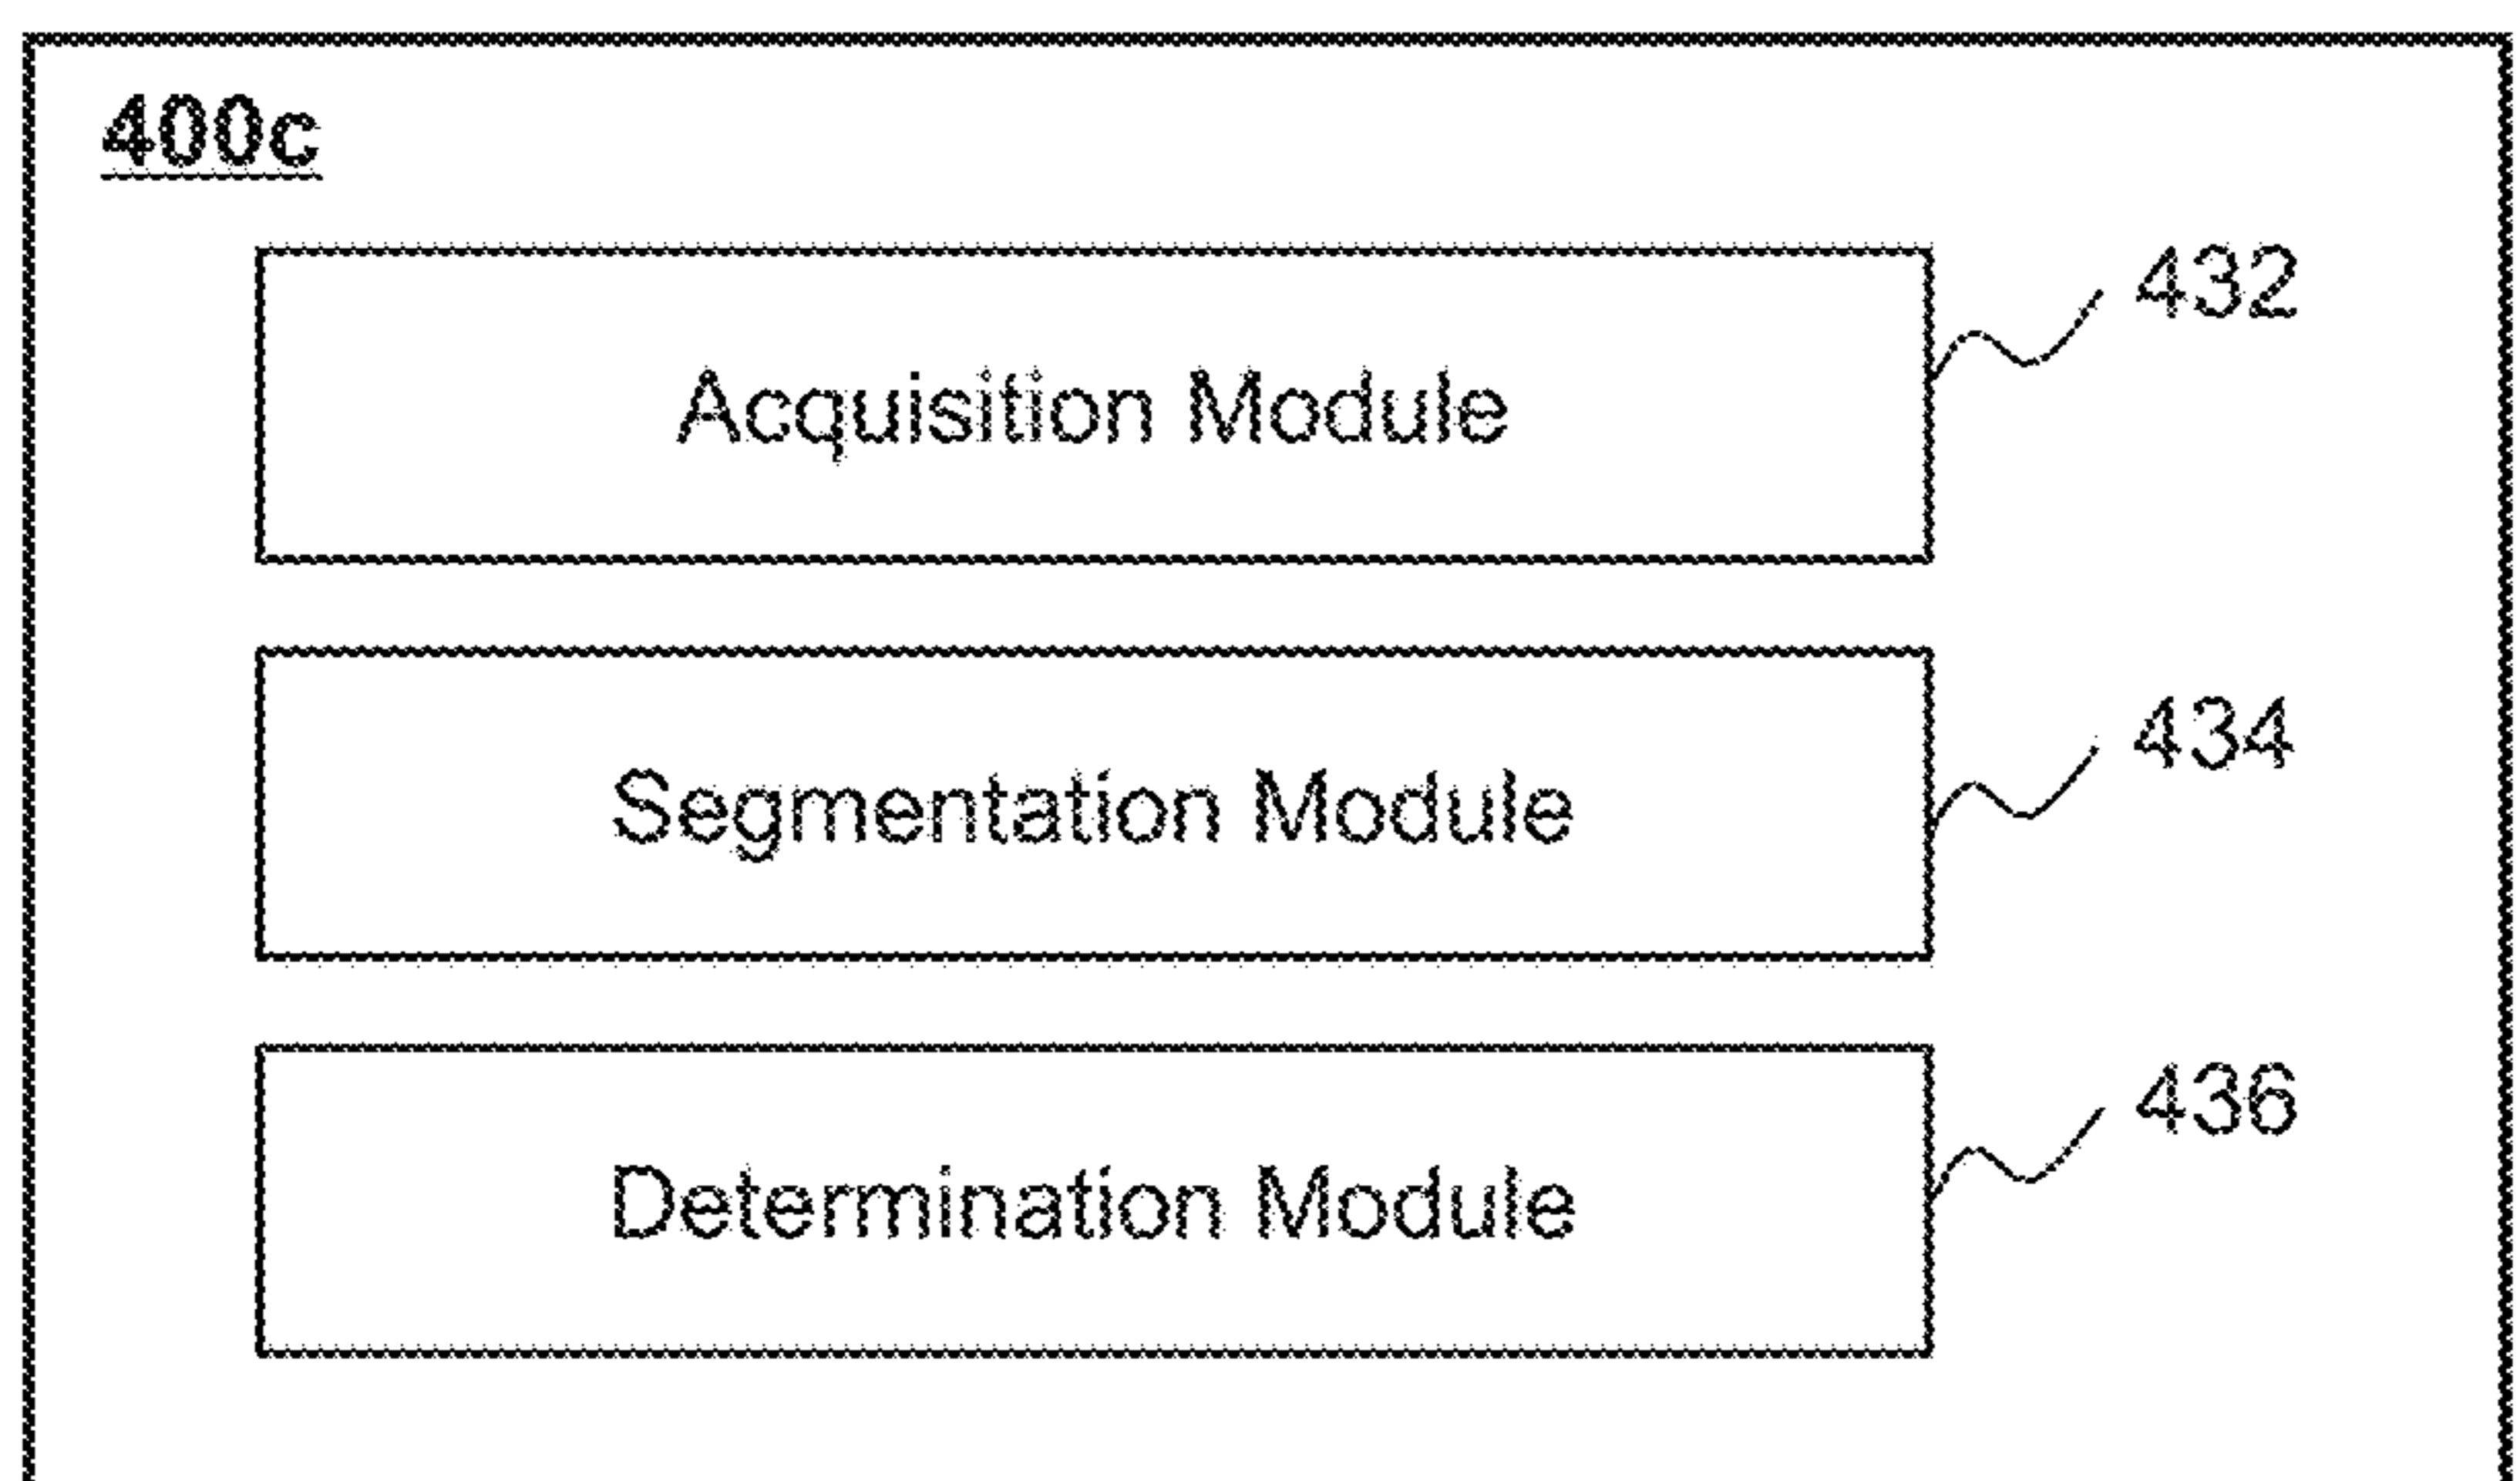 400c
432
Acquisition Module
434
Segmentation Module
436
Determination Module